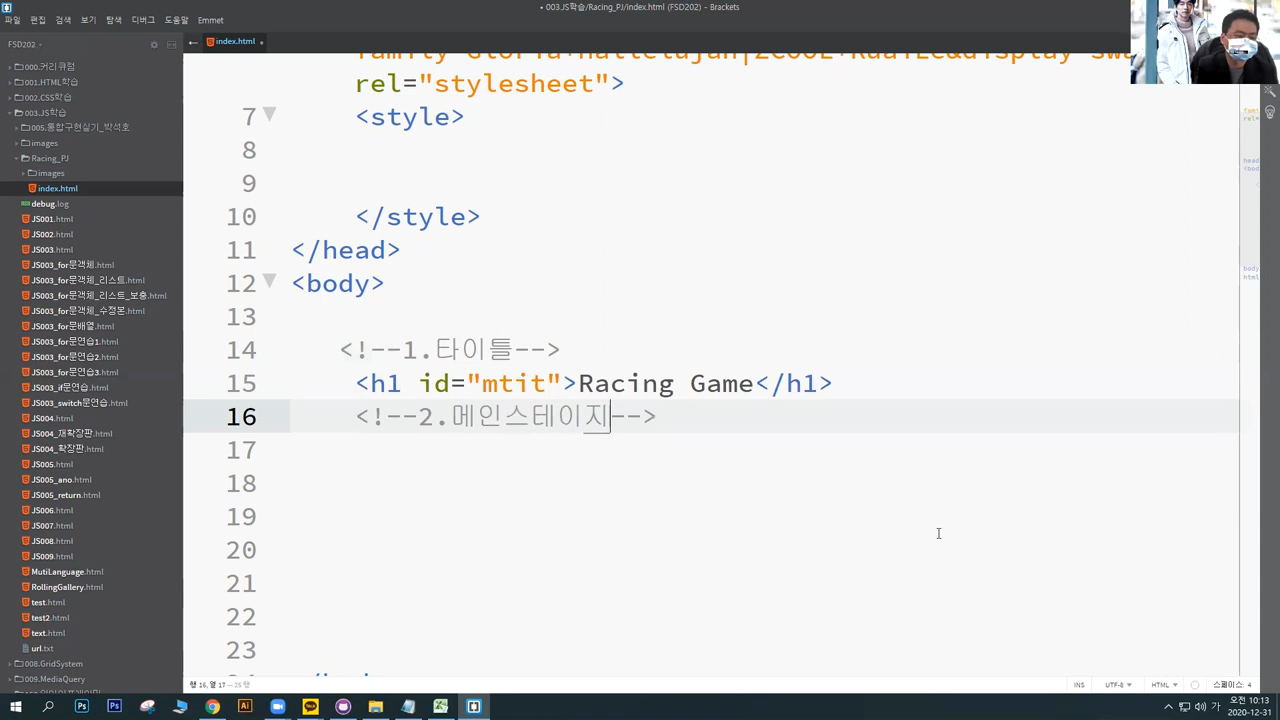 • 003.JS학습/Racing_PJ/index.html (FSD202) - Brackets
파일 편집 검색 보기 탐색 디버그 도움말 Emmet
FSD202
index.html •
000.커리큘럼
001.HTML학습
002.CSS학습
003.JS학습
005.통합구현실기_박석호
images
Racing_PJ
images
index.html
debug.log
JS001.html
JS002.html
JS003.html
JS003_for문객체.html
JS003_for문객체_리스트.html
JS003_for문객체_리스트_보충.html
JS003_for문객체_수정몬.html
JS003_for문배열.html
JS003_for문연습1.html
JS003_for문연습2.html
JS003_for문연습3.html
JS003_if문연습.html
JS003_switch문연습.html
JS004.html
JS004_재확장판.html
JS004_확장판.html
JS005.html
JS005_ano.html
JS005_return.html
JS006.html
JS007.html
JS008.html
JS009.html
MutiLanguage.html
RollingGallery.html
test.html
test2.html
text.html
url.txt
008.GridSystem
009.MediaQuery
rel="stylesheet">
7 <style>
8
9
10 </style>
11 </head>
12 <body>
13
14 <!--1.타이틀-->
15 <h1 id="mtit">Racing Game</h1>
16 <!--2.메인스테이지-->
17
18
19
20
21
22
23
행 16, 열 17 — 25 줄
INS UTF-8 HTML 스페이스: 4
가 오전 10:13
2020-12-31